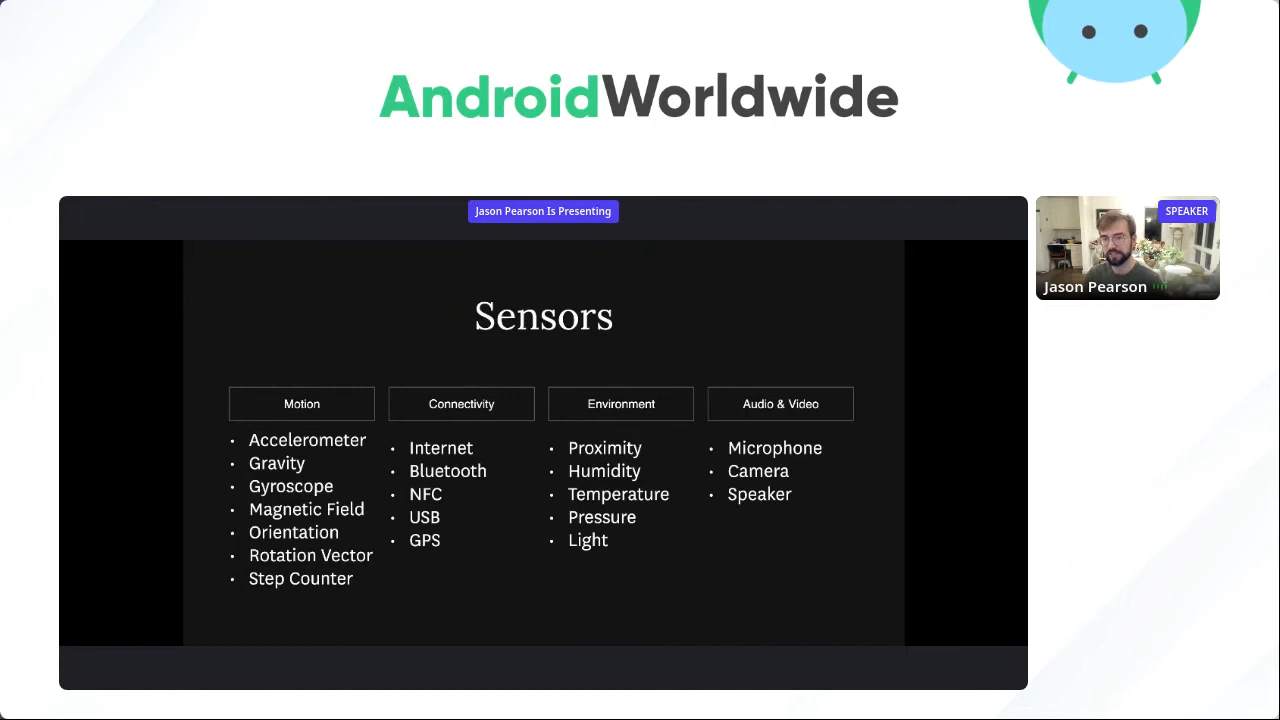 AndroidWorldwide
Jason Pearson Is Presenting
SPEAKER
Jason Pearson
Sensors
Motion
Accelerometer
Gravity
Gyroscope
Magnetic Field
Orientation
Rotation Vector
Step Counter
Connectivity
Internet
Bluetooth
NFC
USB
GPS
Environment
Proximity
Humidity
Temperature
Pressure
Light
Audio & Video
Microphone
Camera
Speaker